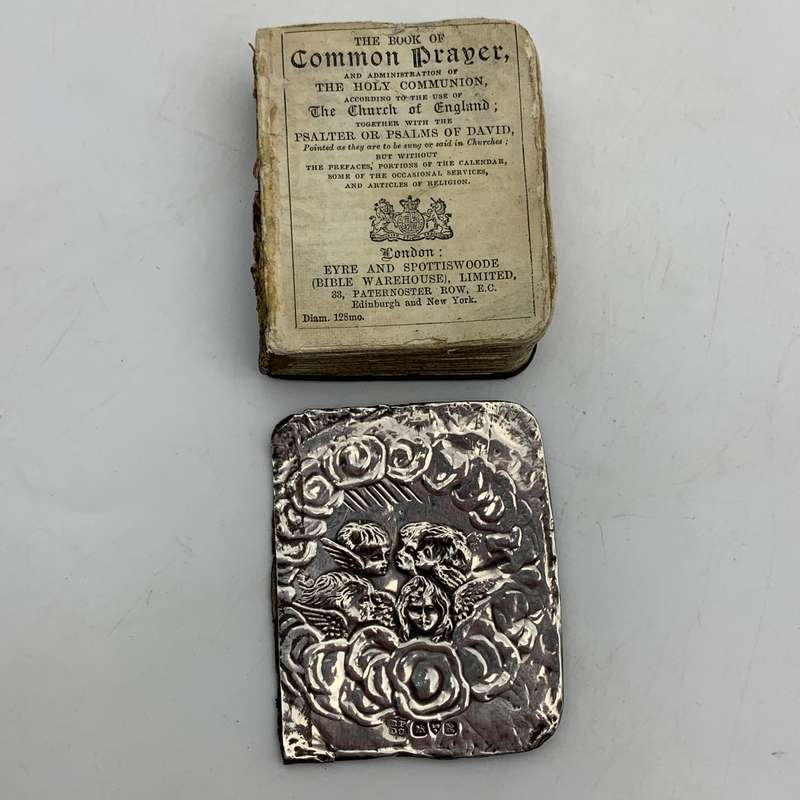 THE BOOK OF
Common Prayer,
AND ADMINISTRATION OF
THE HOLY COMMUNION,
ACCORDING TO THE USE OF
The Church of England;
TOGETHER WITH THE
PSALTER OR PSALMS OF DAVID,
Pointed as they are to be sung or said in Churches;
BUT WITHOUT
THE PREFACES, PORTIONS OF THE CALENDAR,
SOME OF THE OCCASIONAL SERVICES,
AND ARTICLES OF RELIGION.
London:
EYRE AND SPOTTISWOODE
(BIBLE WAREHOUSE), LIMITED,
33, PATERNOSTER ROW, E.C.
Edinburgh and New York.
Diam. 128mo.